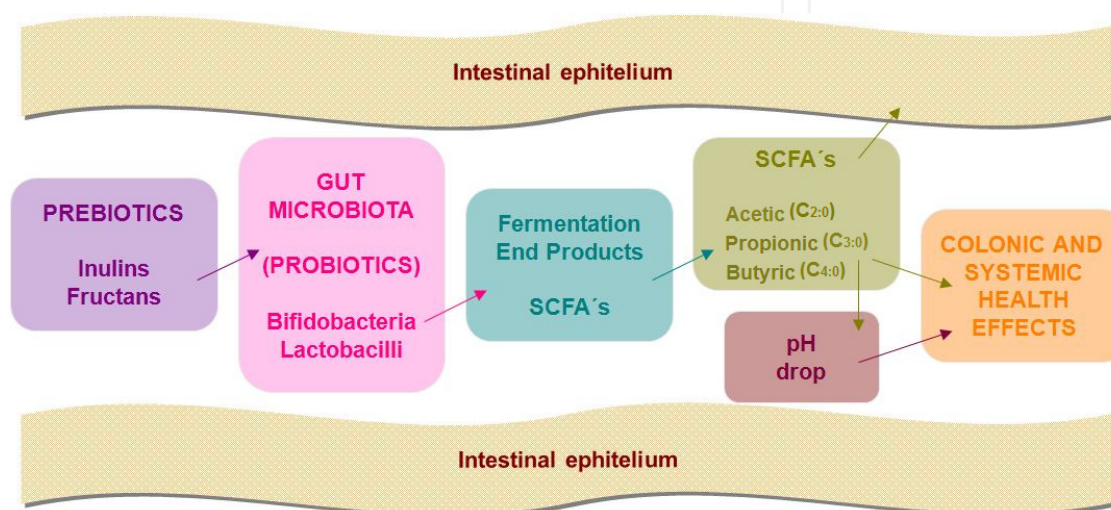 Intestinal ephitelium
PREBIOTICS
Inulins
Fructans
GUT
MICROBIOTA
(PROBIOTICS)
Bifidobacteria
Lactobacilli
Fermentation
End Products
SCFA´s
SCFA´s
Acetic (C2:0)
Propionic (C3:0)
Butyric (C4:0)
pH
drop
COLONIC AND
SYSTEMIC
HEALTH
EFFECTS
Intestinal ephitelium